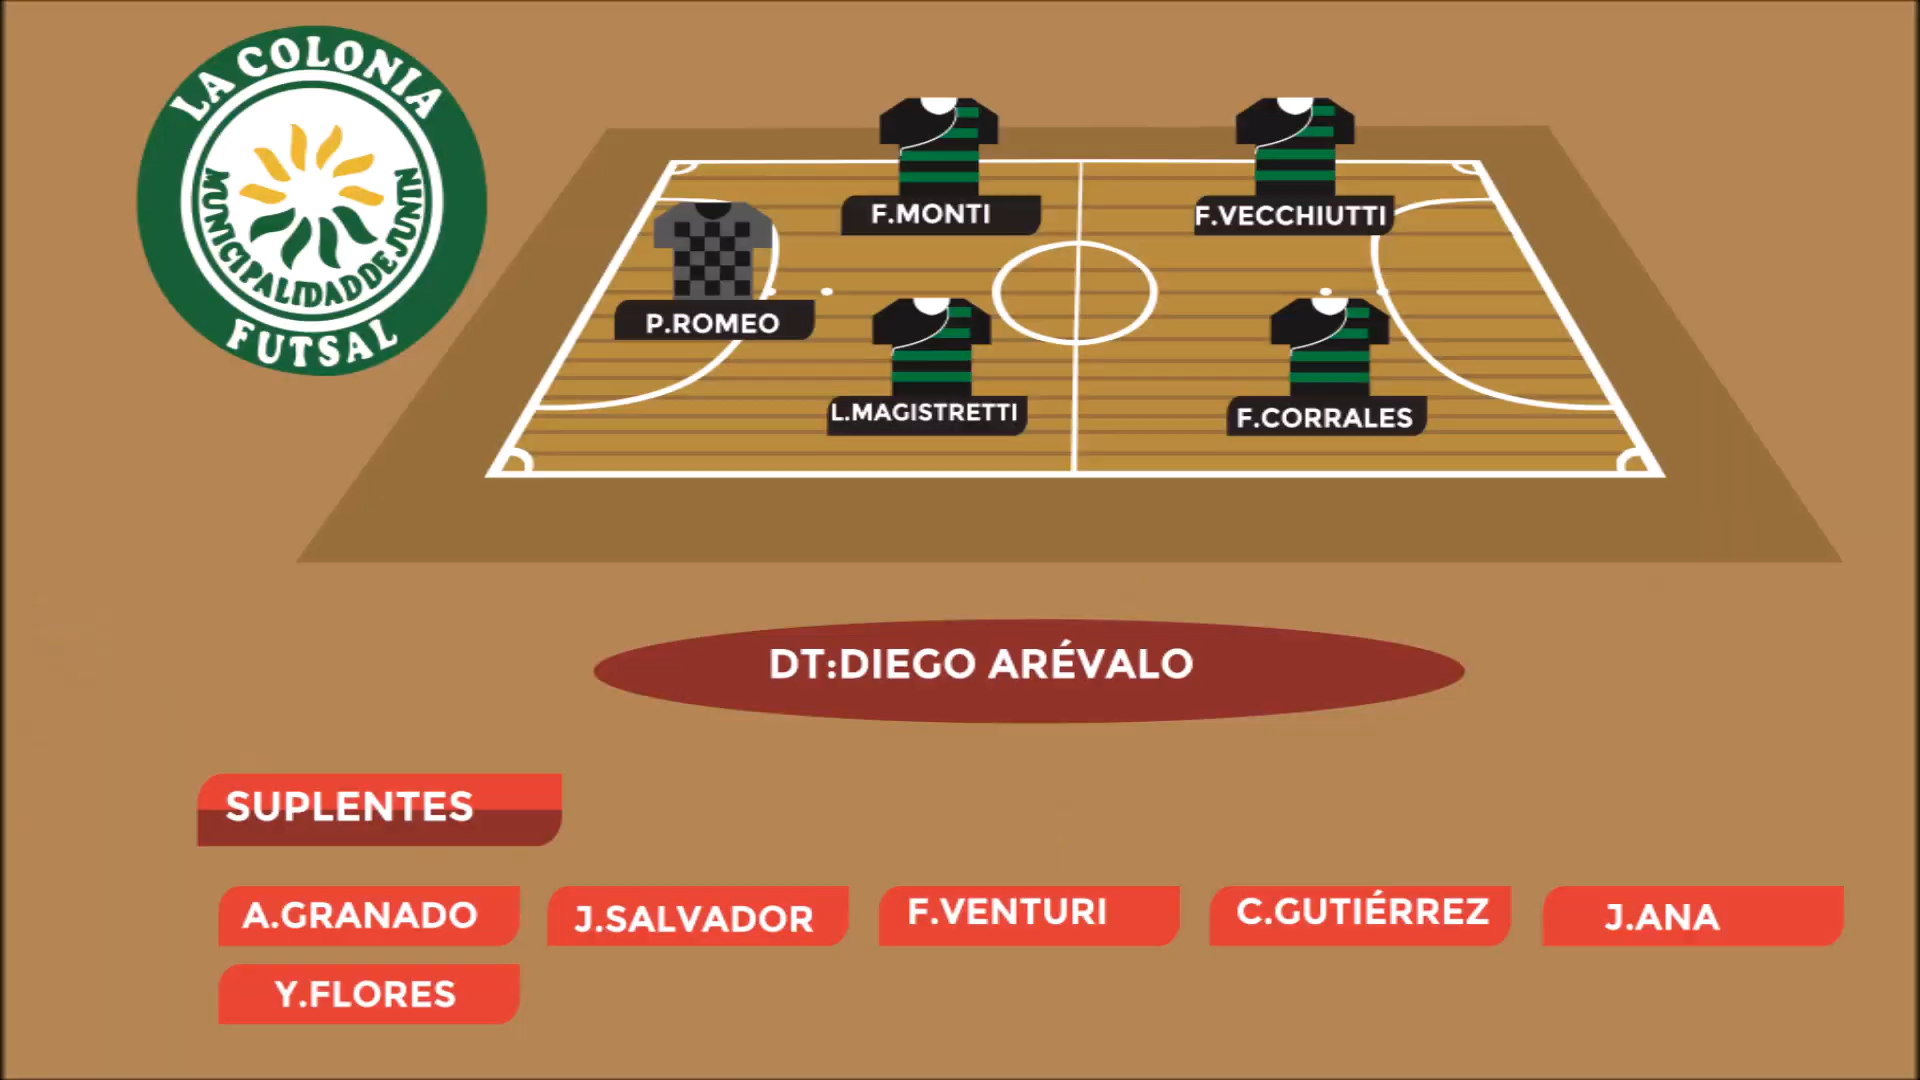 LA COLONIA
MUNICIPALIDAD DE JUNIN
FUTSAL
F.MONTI
F.VECCHIUTTI
P.ROMEO
L.MAGISTRETTI
F.CORRALES
DT:DIEGO ARÉVALO
SUPLENTES
A.GRANADO
J.SALVADOR
F.VENTURI
C.GUTIÉRREZ
J.ANA
Y.FLORES